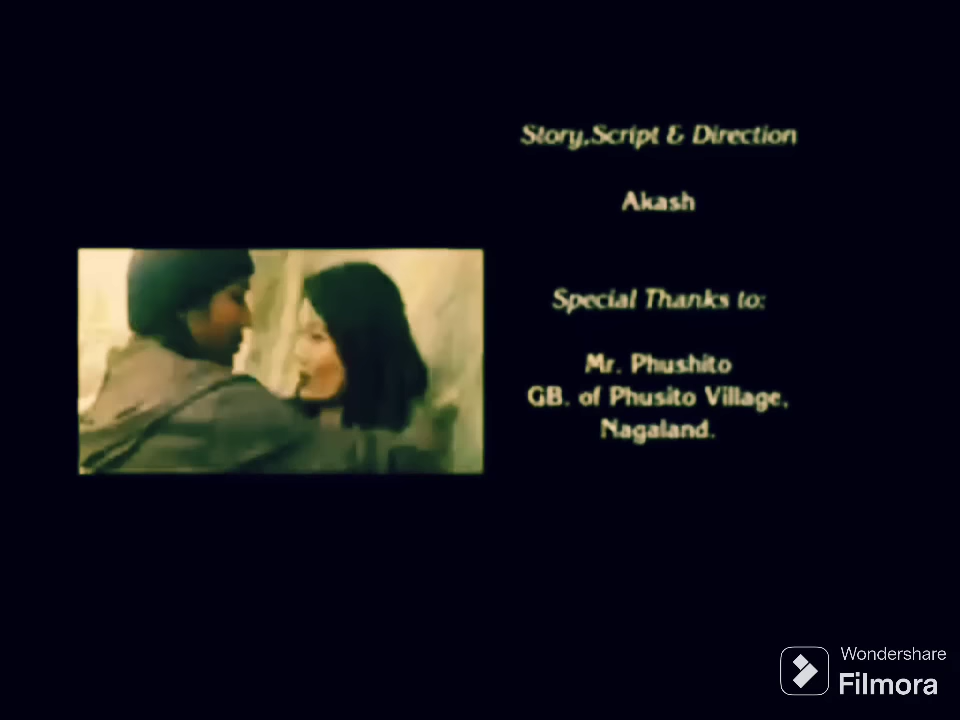 Story,Script & Direction
Akash
Special Thanks to:
Mr. Phushito
GB. of Phusito Village,
Nagaland.
Wondershare
Filmora